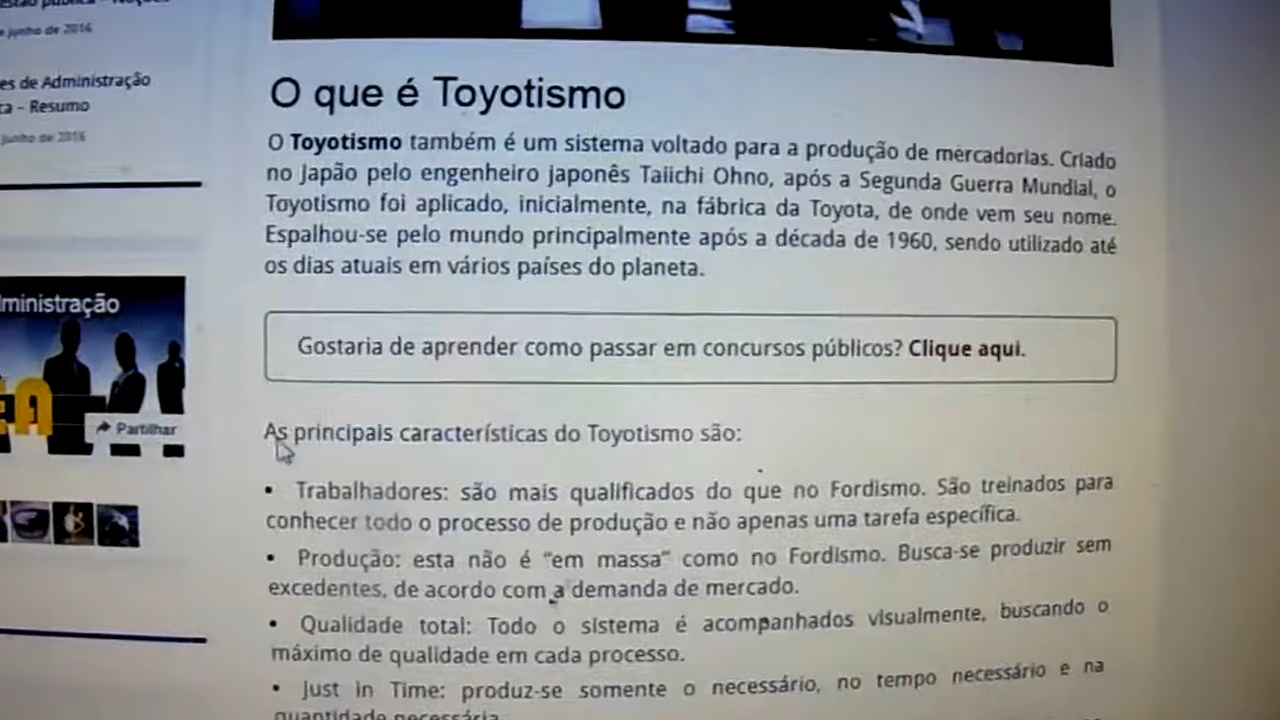 junho de 2016
es de Administração
ca – Resumo
junho de 2016
ministração
Partilhar
O que é Toyotismo
O Toyotismo também é um sistema voltado para a produção de mercadorias. Criado
no Japão pelo engenheiro japonês Taiichi Ohno, após a Segunda Guerra Mundial, o
Toyotismo foi aplicado, inicialmente, na fábrica da Toyota, de onde vem seu nome.
Espalhou-se pelo mundo principalmente após a década de 1960, sendo utilizado até
os dias atuais em vários países do planeta.
Gostaria de aprender como passar em concursos públicos? Clique aqui.
As principais características do Toyotismo são:
• Trabalhadores: são mais qualificados do que no Fordismo. São treinados para
conhecer todo o processo de produção e não apenas uma tarefa específica.
• Produção: esta não é “em massa” como no Fordismo. Busca-se produzir sem
excedentes, de acordo com a demanda de mercado.
• Qualidade total: Todo o sistema é acompanhados visualmente, buscando o
máximo de qualidade em cada processo.
• Just in Time: produz-se somente o necessário, no tempo necessário e na
quantidade necessária